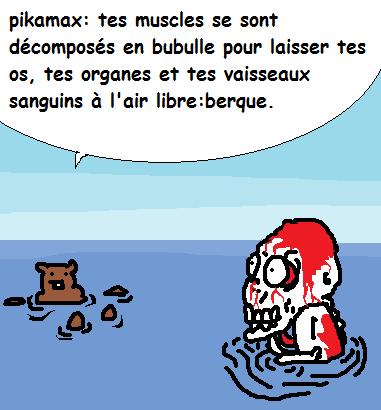 pikamax: tes muscles se sont
décomposés en bubulle pour laisser tes
os, tes organes et tes vaisseaux
sanguins à l'air libre:berque.